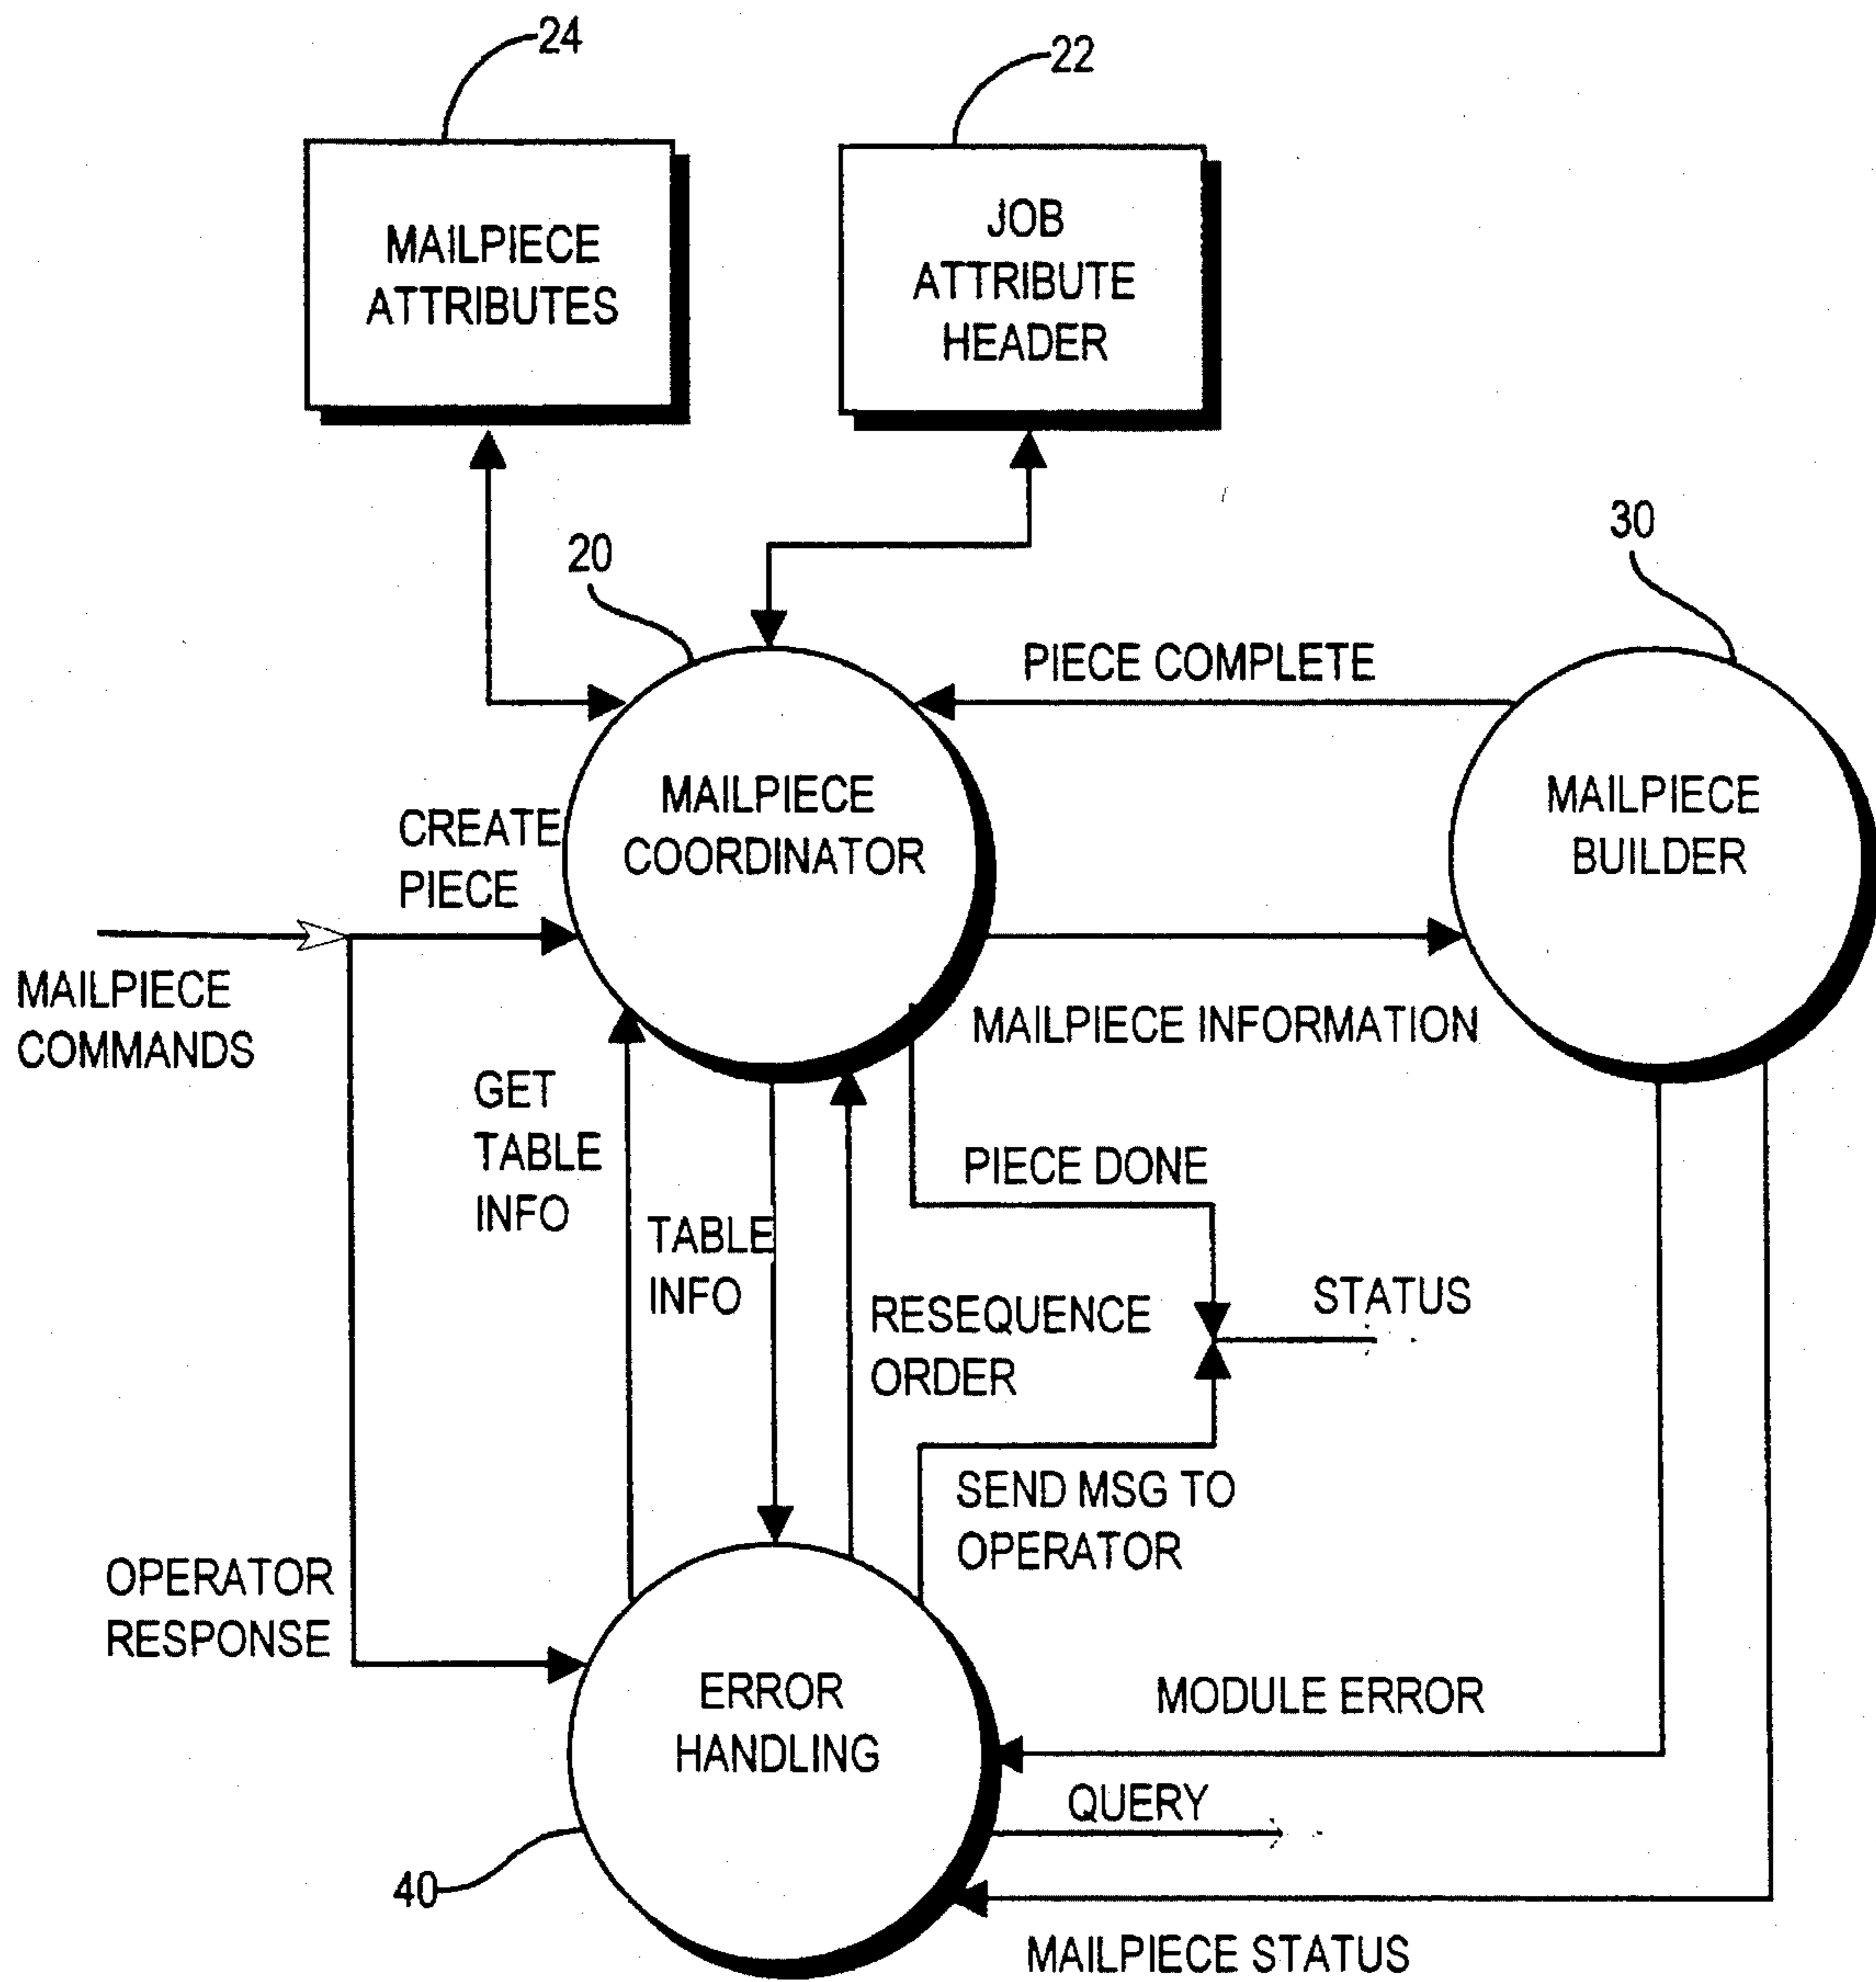 24
22
MAILPIECE
ATTRIBUTES
JOB
ATTRIBUTE
HEADER
20
30
PIECE COMPLETE
MAILPIECE
COORDINATOR
MAILPIECE
BUILDER
CREATE
PIECE
MAILPIECE
COMMANDS
MAILPIECE INFORMATION
GET
TABLE
INFO
PIECE DONE
TABLE
INFO
RESEQUENCE
ORDER
STATUS
SEND MSG TO
OPERATOR
OPERATOR
RESPONSE
ERROR
HANDLING
MODULE ERROR
QUERY
40
MAILPIECE STATUS